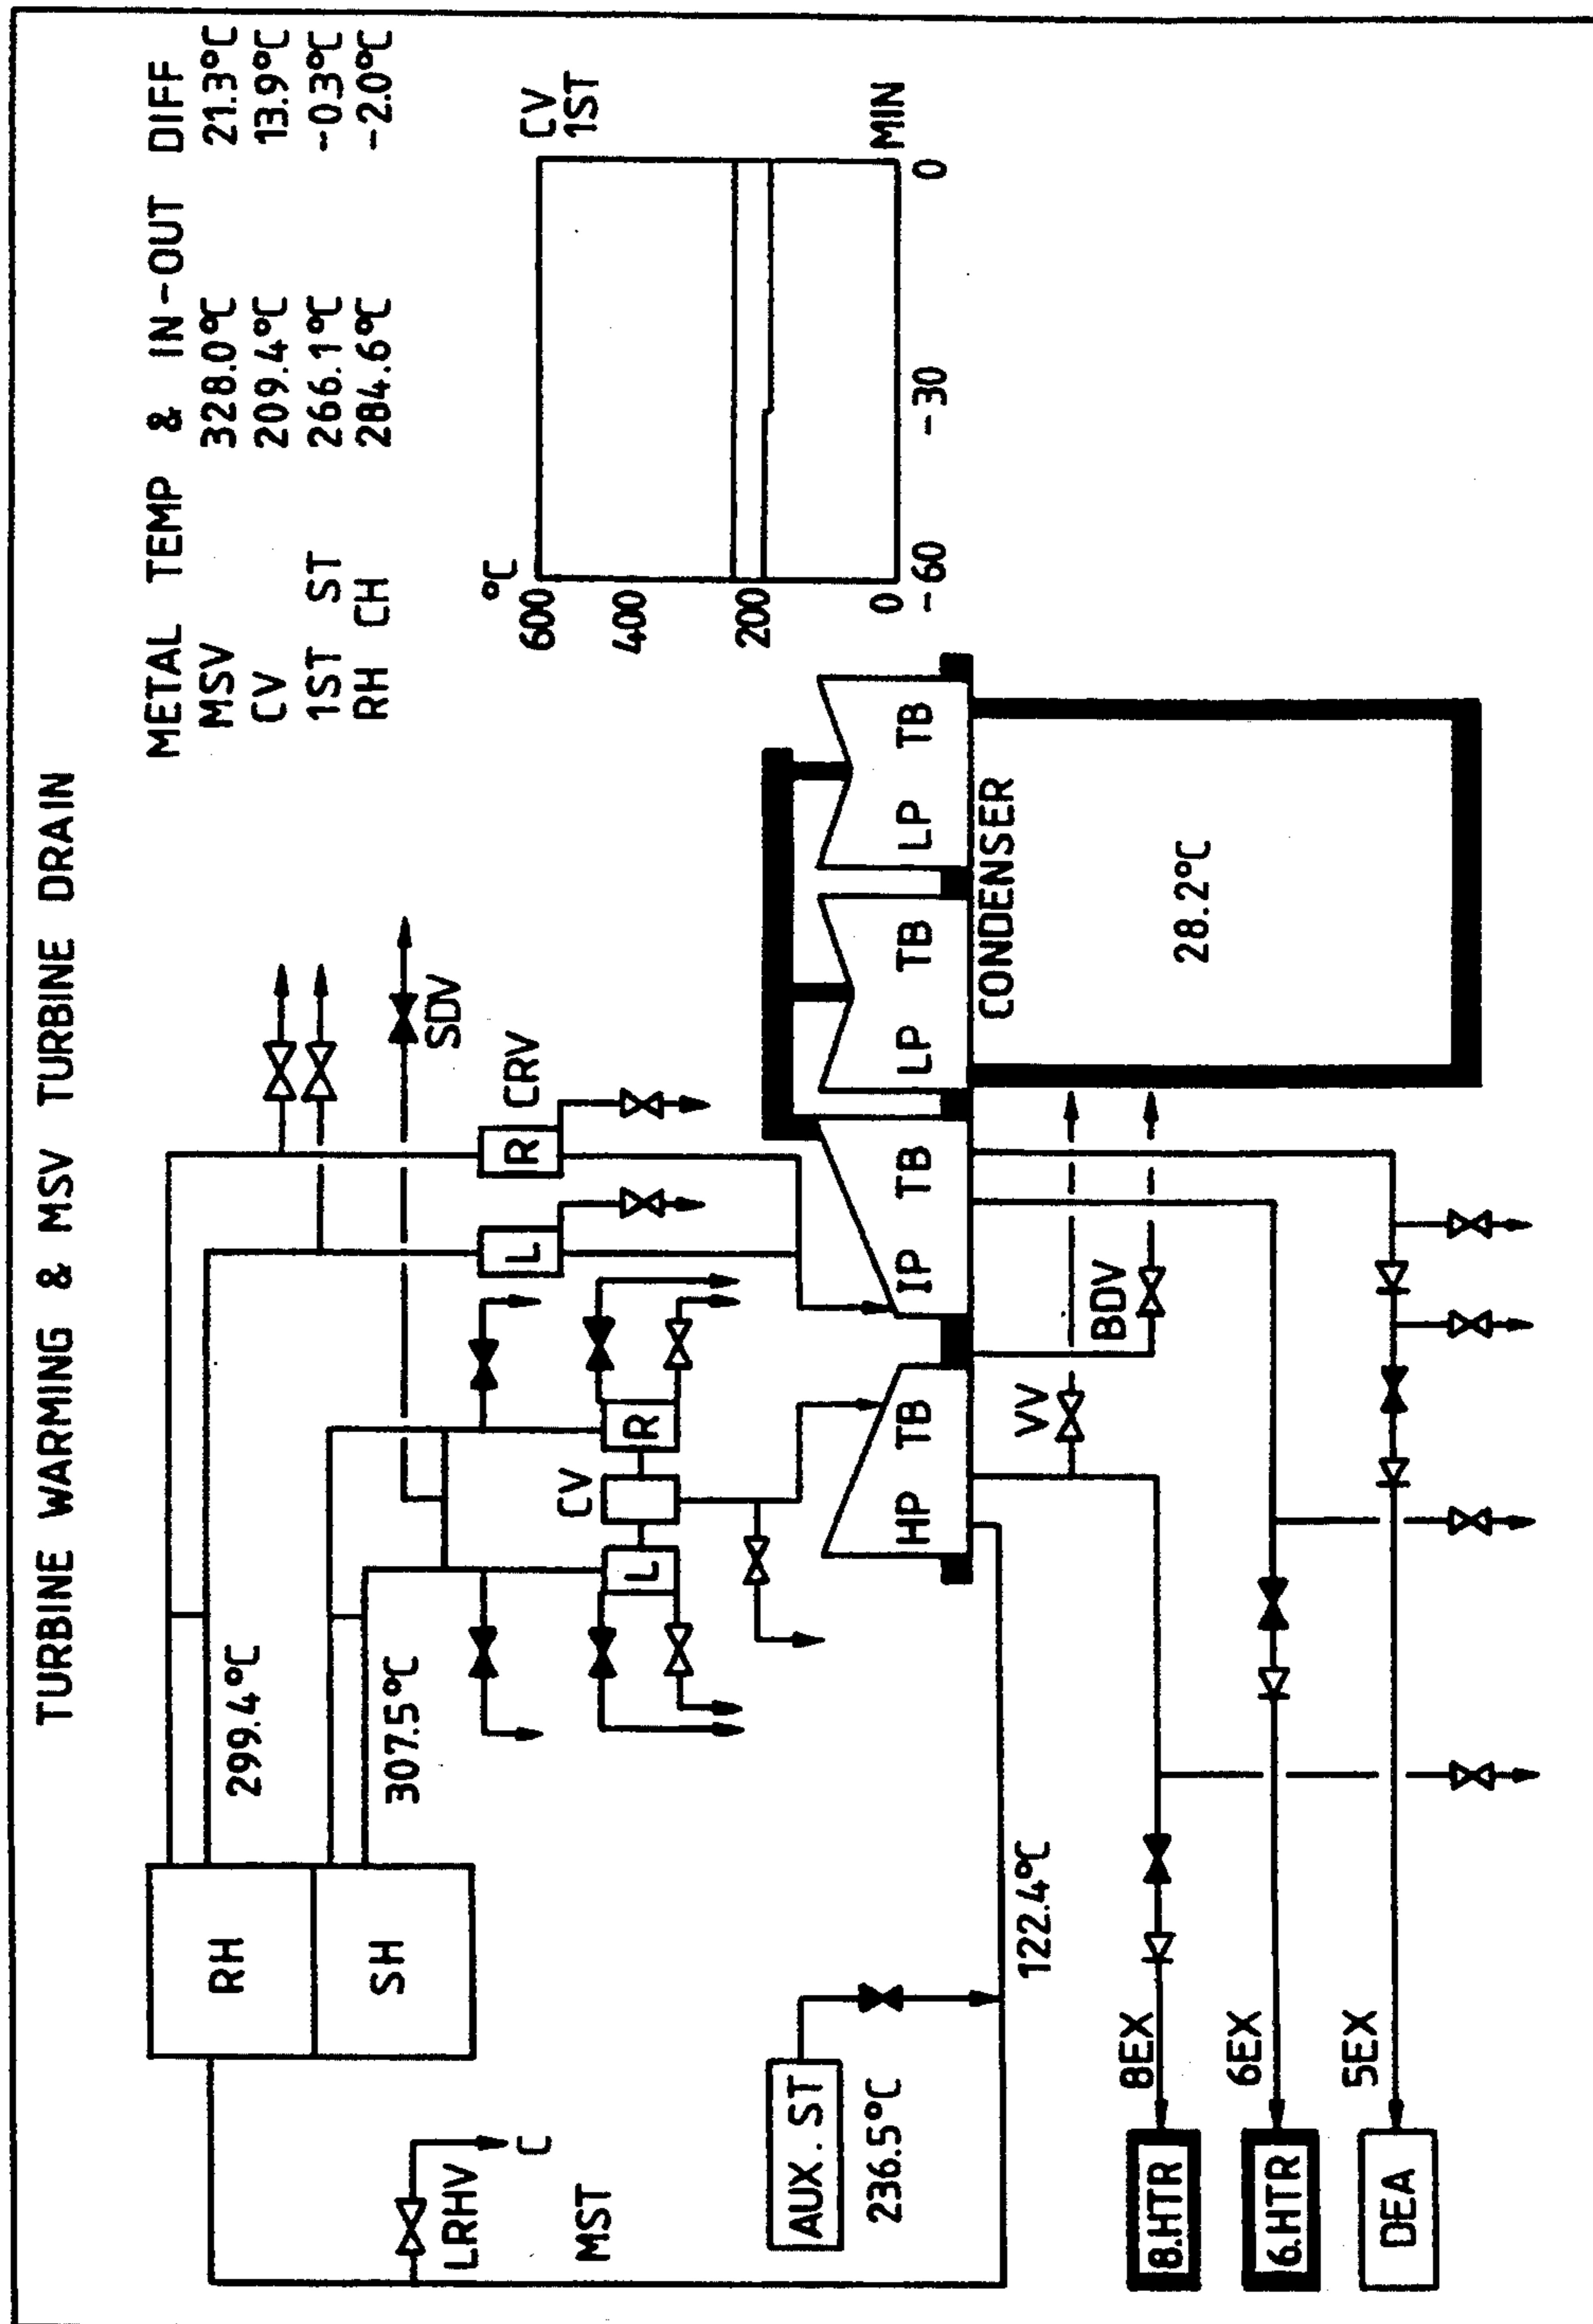 TURBINE WARMING & MSV TURBINE DRAIN
METAL TEMP & IN-OUT DIFF
MSV 328.0°C 21.3°C
CV 209.4°C 13.9°C
1ST ST 266.1°C -0.3°C
RH CH 284.6°C -2.0°C
RH
SH
299.4°C
307.5°C
SDV
LRHV
C
MST
L
R
CRV
CV
L
R
°C
600
400
200
0
-60
-30
0
MIN
CV
1ST
AUX. ST
236.5°C
122.4°C
HP TB
IP TB
LP TB
LP TB
CONDENSER
28.2°C
VV
BDV
8.HTR
8EX
6.HTR
6EX
DEA
5EX